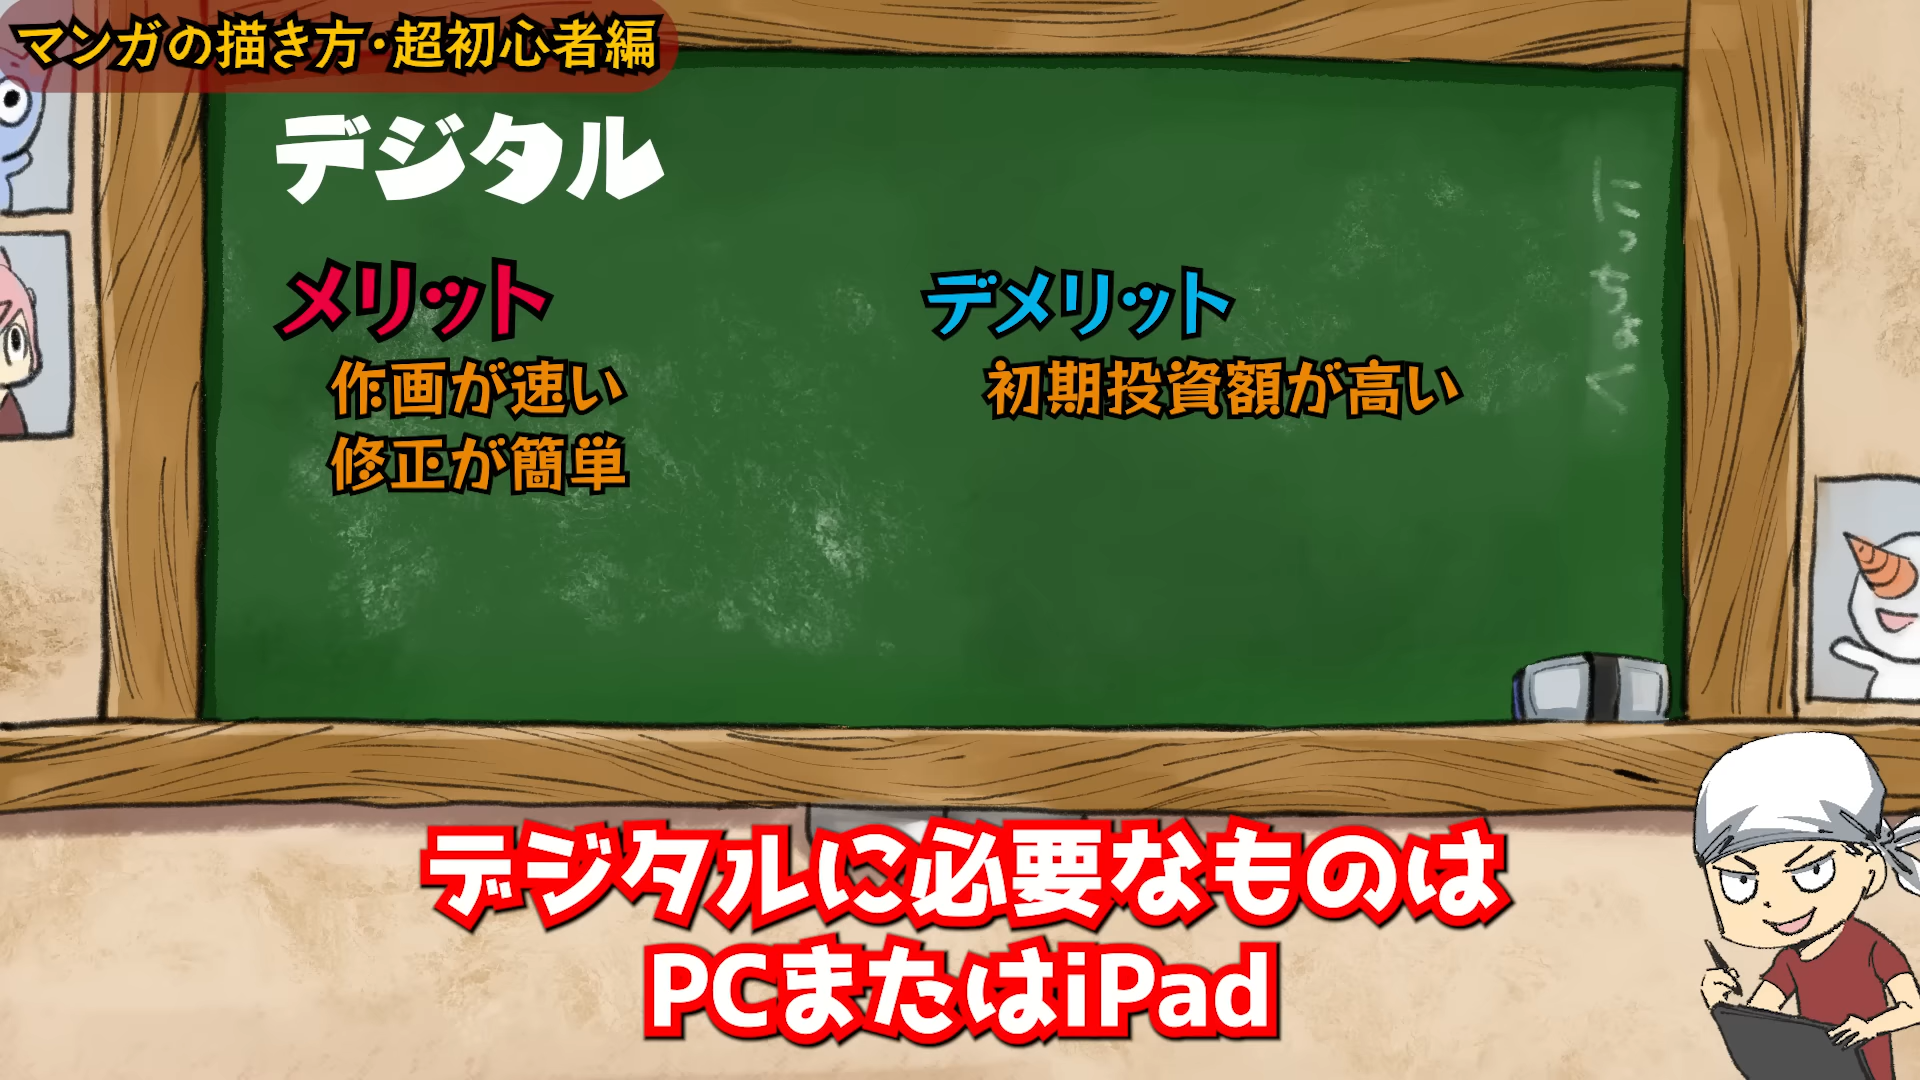 マンガの描き方・超初心者編
デジタル
メリット
作画が速い
修正が簡単
デメリット
初期投資額が高い
にっちょく
デジタルに必要なものは
PCまたはiPad